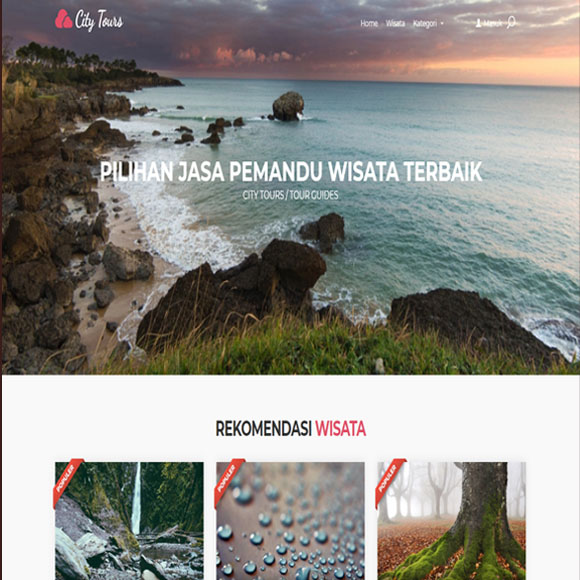 City Tours
Home Wisata Kategori Masuk
PILIHAN JASA PEMANDU WISATA TERBAIK
CITY TOURS / TOUR GUIDES
REKOMENDASI WISATA
POPULER POPULER POPULER